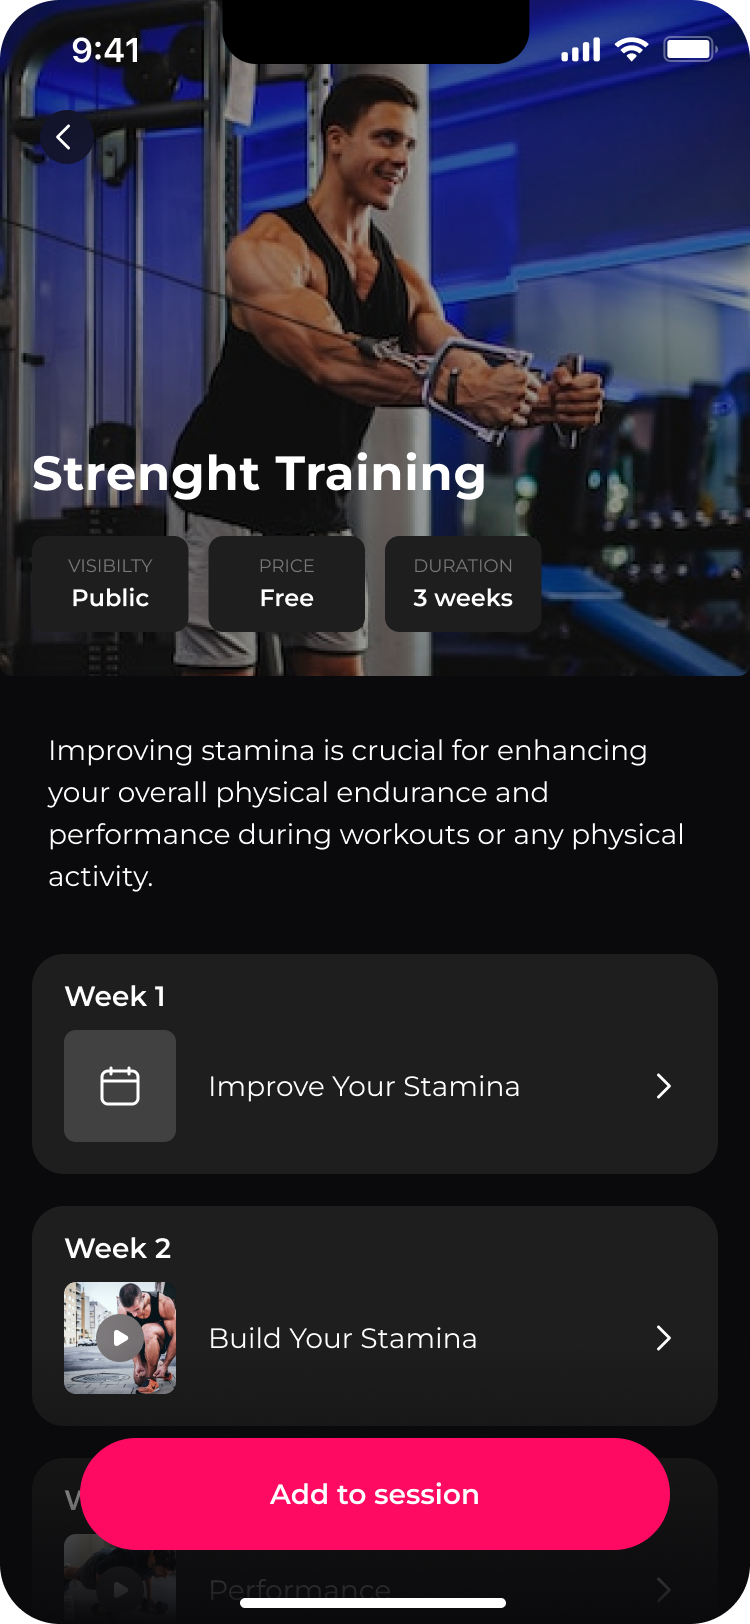 9:41
Strenght Training
VISIBILTY
Public
PRICE
Free
DURATION
3 weeks
Improving stamina is crucial for enhancing
your overall physical endurance and
performance during workouts or any physical
activity.
Week 1
Improve Your Stamina
Week 2
Build Your Stamina
Add to session
Performance